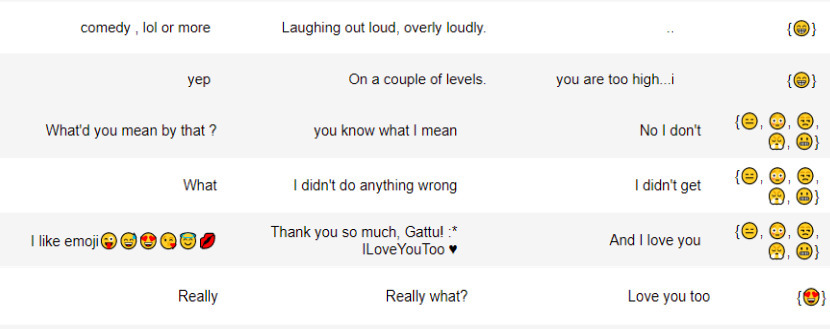 comedy , lol or more Laughing out loud, overly loudly. .. {😁}
yep On a couple of levels. you are too high...i {😁}
What'd you mean by that ? you know what I mean No I don't {😑, 😳, 😒,
😤, 😬}
What I didn't do anything wrong I didn't get {😑, 😳, 😒,
😤, 😬}
I like emoji😜😅😍😘😇💋 Thank you so much, Gattu! :*
ILoveYouToo ♥ And I love you {😑, 😳, 😒,
😤, 😬}
Really Really what? Love you too {😍}